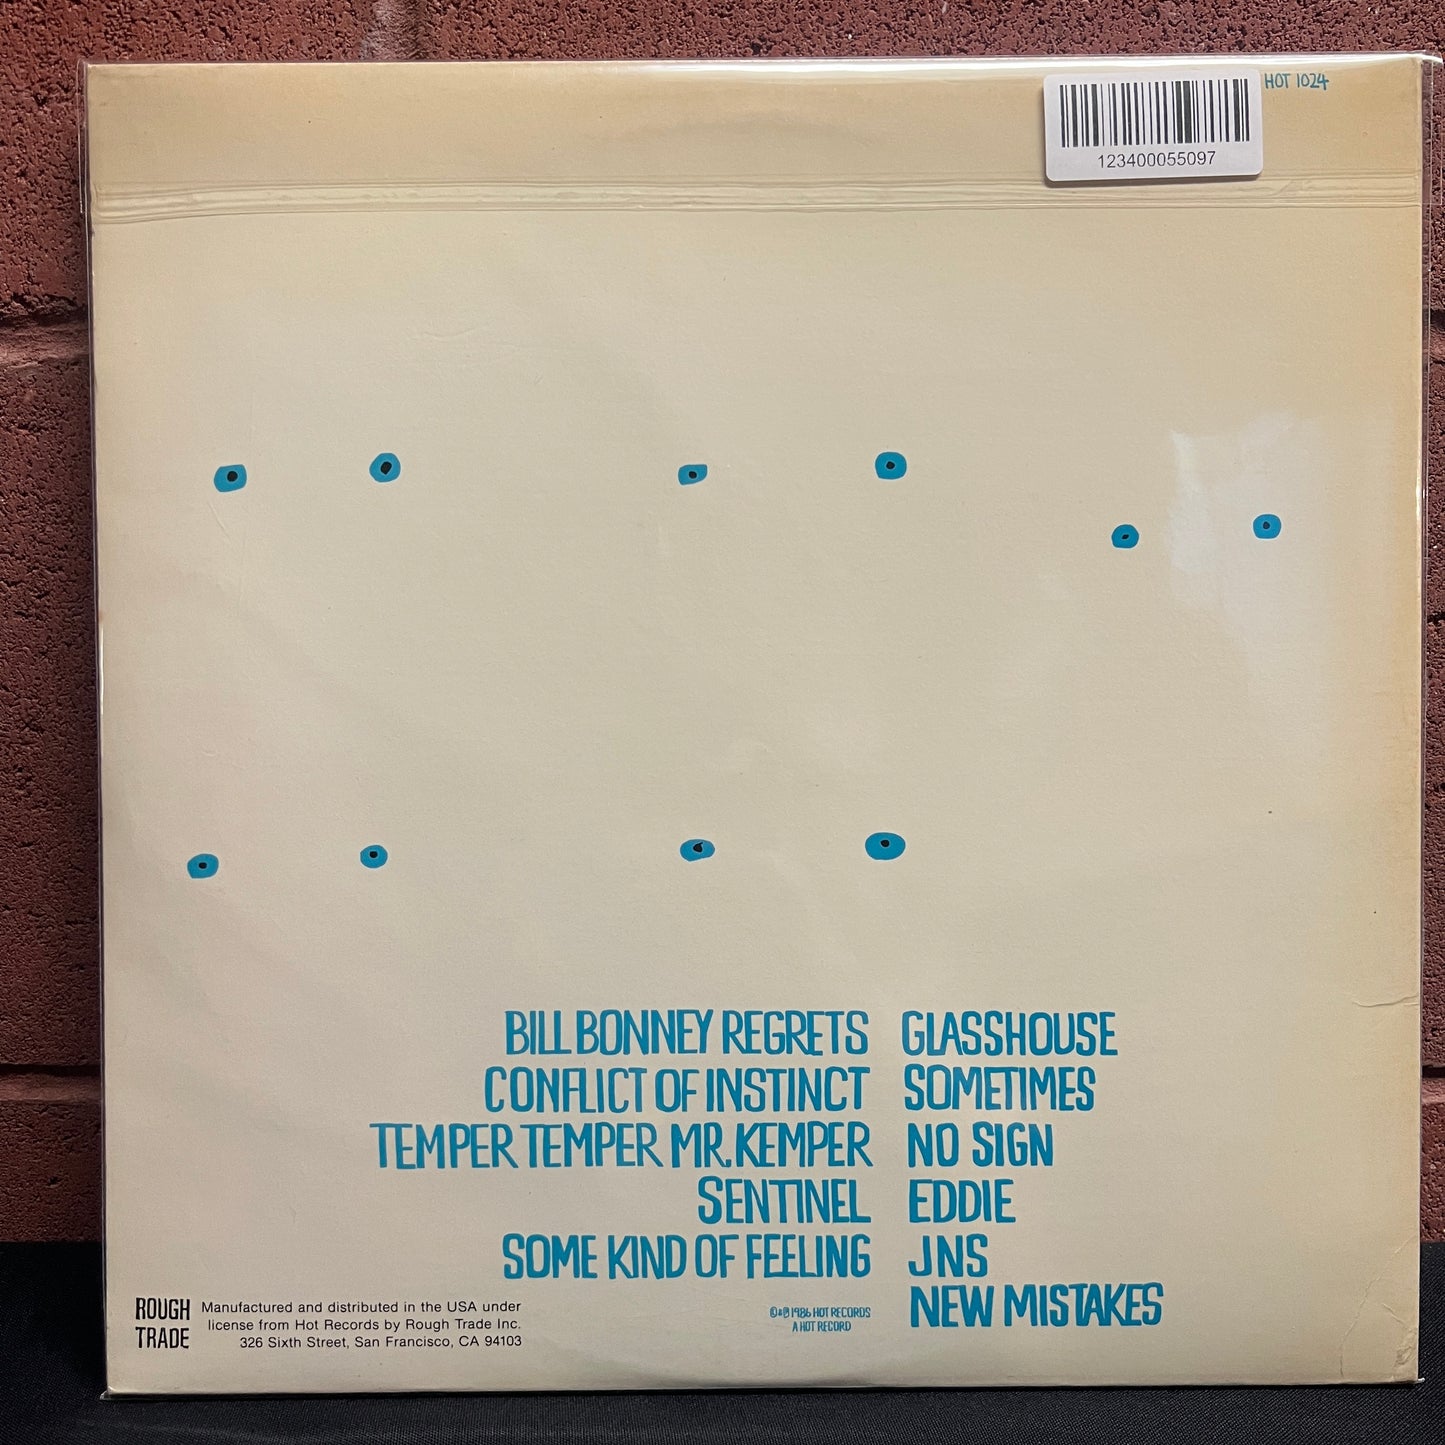 HOT 1024
123400055097
BILL BONNEY REGRETS
CONFLICT OF INSTINCT
TEMPER TEMPER MR. KEMPER
SENTINEL
SOME KIND OF FEELING
GLASSHOUSE
SOMETIMES
NO SIGN
EDDIE
JNS
NEW MISTAKES
ROUGH
TRADE
Manufactured and distributed in the USA under
license from Hot Records by Rough Trade Inc.
326 Sixth Street, San Francisco, CA 94103
©&℗ 1986 HOT RECORDS
A HOT RECORD